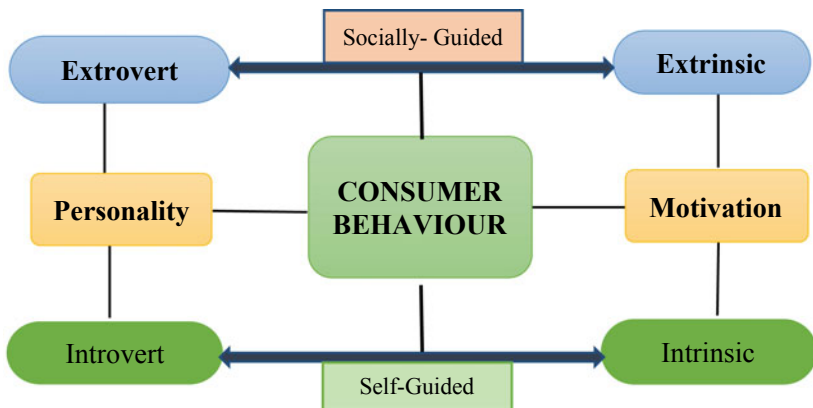 Socially- Guided
Extrovert
Extrinsic
CONSUMER
BEHAVIOUR
Personality
Motivation
Introvert
Intrinsic
Self-Guided